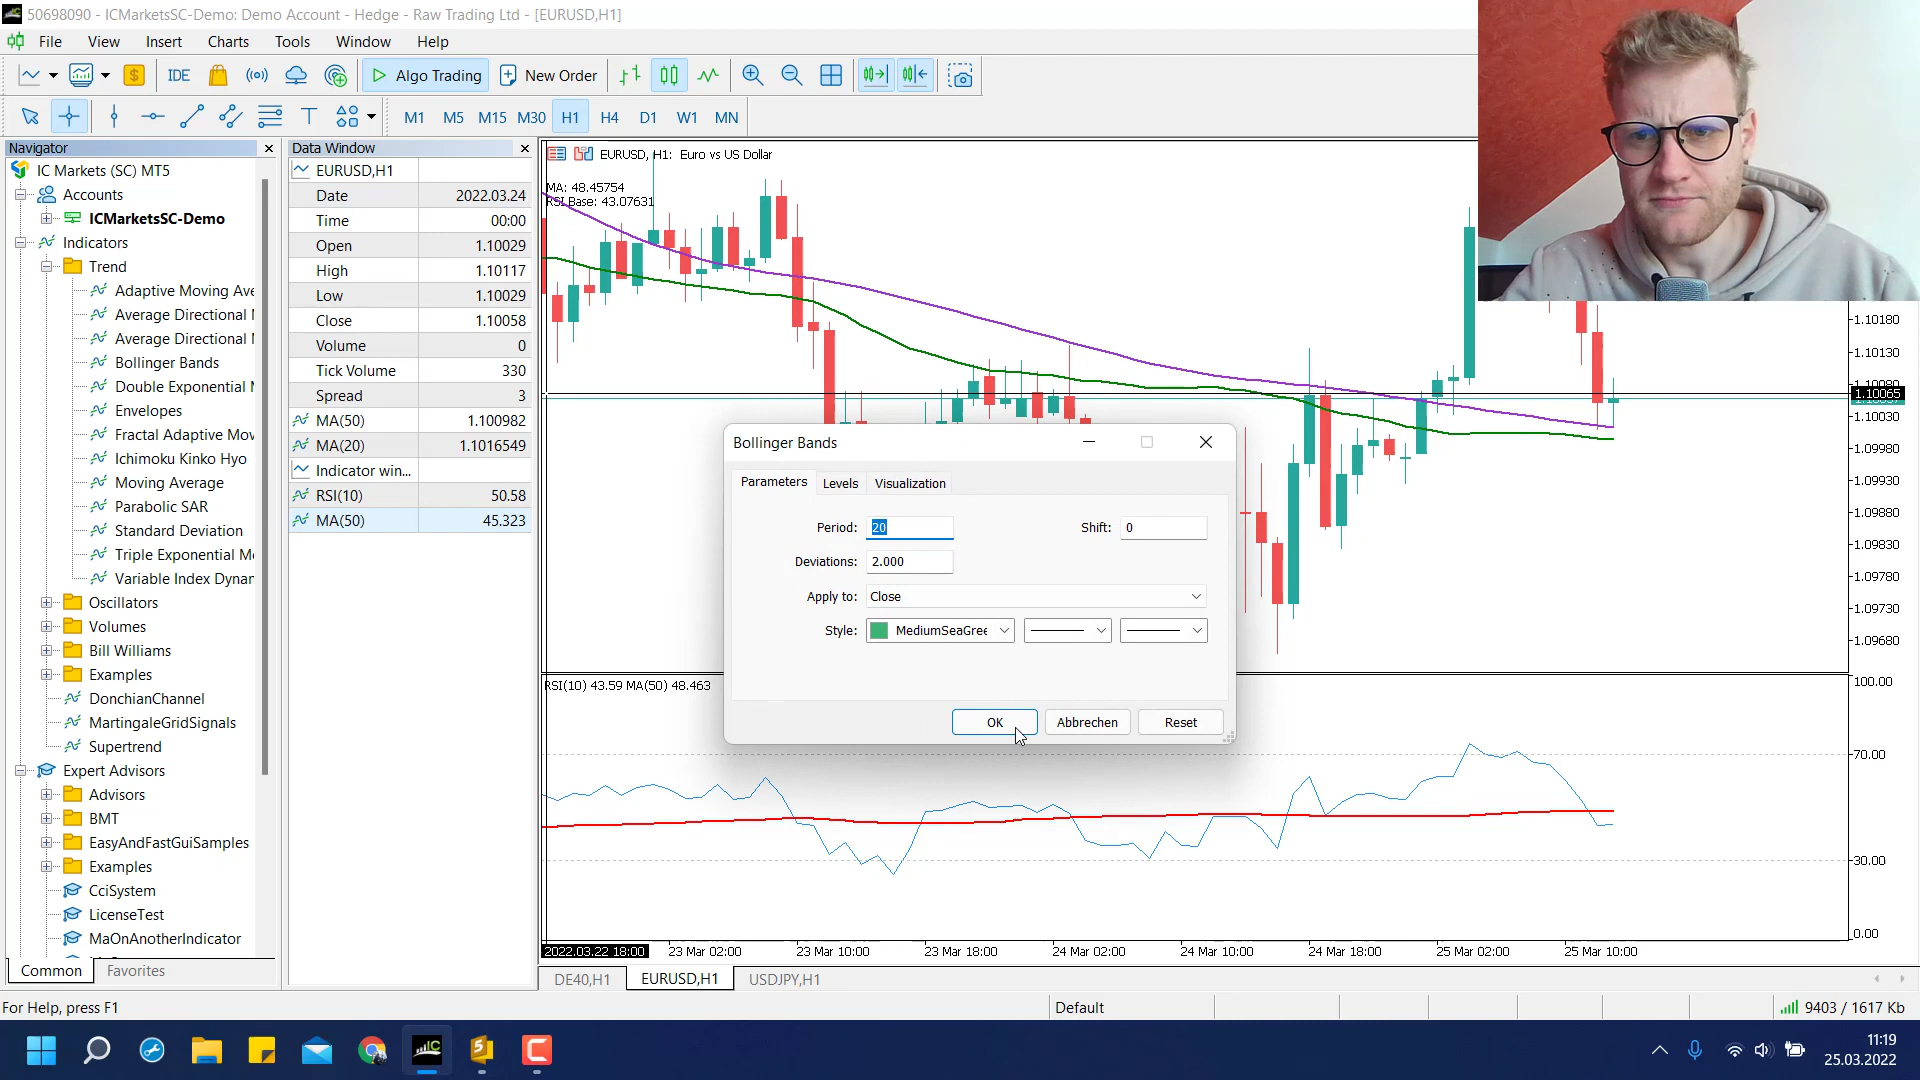 50698090 - ICMarketsSC-Demo: Demo Account - Hedge - Raw Trading Ltd - [EURUSD,H1]
File View Insert Charts Tools Window Help
IDE Algo Trading New Order
M1 M5 M15 M30 H1 H4 D1 W1 MN
Navigator
IC Markets (SC) MT5
Accounts
ICMarketsSC-Demo
Indicators
Trend
Adaptive Moving Ave
Average Directional
Average Directional
Bollinger Bands
Double Exponential
Envelopes
Fractal Adaptive Mov
Ichimoku Kinko Hyo
Moving Average
Parabolic SAR
Standard Deviation
Triple Exponential Mo
Variable Index Dynar
Oscillators
Volumes
Bill Williams
Examples
DonchianChannel
MartingaleGridSignals
Supertrend
Expert Advisors
Advisors
BMT
EasyAndFastGuiSamples
Examples
CciSystem
LicenseTest
MaOnAnotherIndicator
Common Favorites
Data Window
EURUSD,H1
Date 2022.03.24
Time 00:00
Open 1.10029
High 1.10117
Low 1.10029
Close 1.10058
Volume 0
Tick Volume 330
Spread 3
MA(50) 1.100982
MA(20) 1.1016549
Indicator win...
RSI(10) 50.58
MA(50) 45.323
EURUSD, H1: Euro vs US Dollar
MA: 48.45754
RSI Base: 43.07631
1.10180
1.10130
1.10080
1.10065
1.10030
1.09980
1.09930
1.09880
1.09830
1.09780
1.09730
1.09680
Bollinger Bands
Parameters Levels Visualization
Period: 20 Shift: 0
Deviations: 2.000
Apply to: Close
Style: MediumSeaGree
OK Abbrechen Reset
RSI(10) 43.59 MA(50) 48.463
100.00
70.00
30.00
0.00
2022.03.22 18:00 23 Mar 02:00 23 Mar 10:00 23 Mar 18:00 24 Mar 02:00 24 Mar 10:00 24 Mar 18:00 25 Mar 02:00 25 Mar 10:00
DE40,H1 EURUSD,H1 USDJPY,H1
For Help, press F1 Default 9403 / 1617 Kb
11:19
25.03.2022